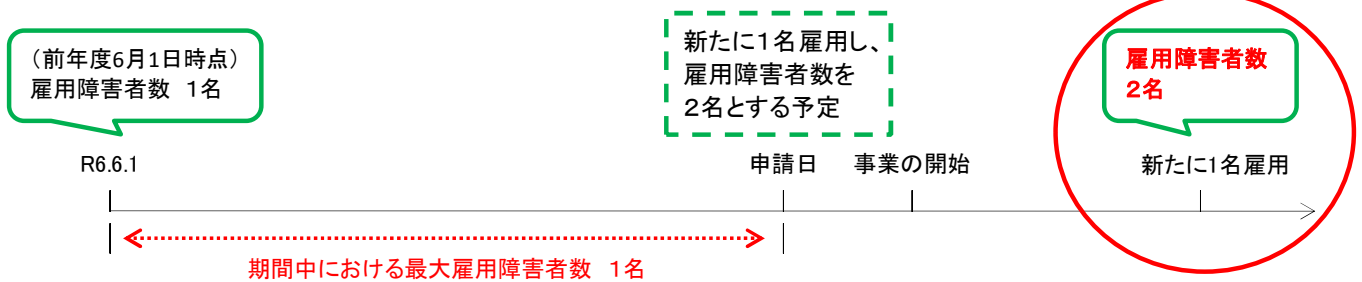 （前年度6月1日時点）
雇用障害者数 1名
新たに1名雇用し、
雇用障害者数を
2名とする予定
雇用障害者数
2名
R6.6.1
申請日
事業の開始
新たに1名雇用
期間中における最大雇用障害者数 1名